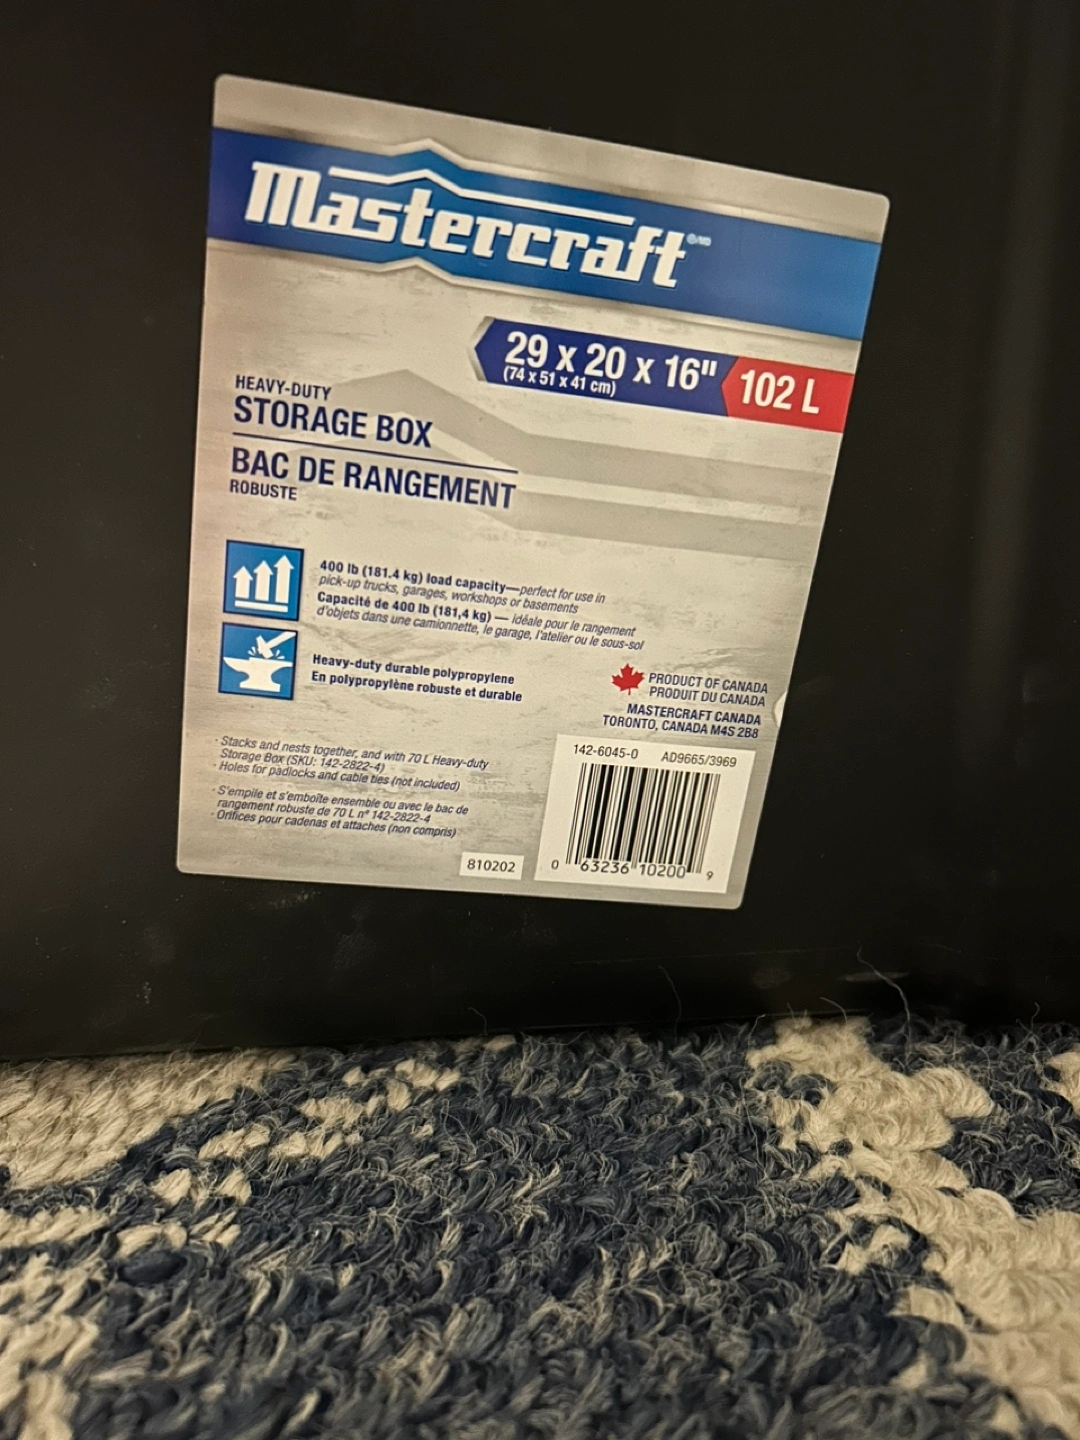 Mastercraft ®/MD
29 x 20 x 16"
(74 x 51 x 41 cm)
102 L
HEAVY-DUTY
STORAGE BOX
BAC DE RANGEMENT
ROBUSTE
400 lb (181.4 kg) load capacity—perfect for use in
pick-up trucks, garages, workshops or basements
Capacité de 400 lb (181,4 kg) — idéale pour le rangement
d'objets dans une camionnette, le garage, l'atelier ou le sous-sol
Heavy-duty durable polypropylene
En polypropylène robuste et durable
PRODUCT OF CANADA
PRODUIT DU CANADA
MASTERCRAFT CANADA
TORONTO, CANADA M4S 2B8
· Stacks and nests together, and with 70 L Heavy-duty
Storage Box (SKU: 142-2822-4)
· Holes for padlocks and cable ties (not included)
· S'empile et s'emboîte ensemble ou avec le bac de
rangement robuste de 70 L nº 142-2822-4
· Orifices pour cadenas et attaches (non compris)
810202
142-6045-0 AD9665/3969
0 63236 10200 9